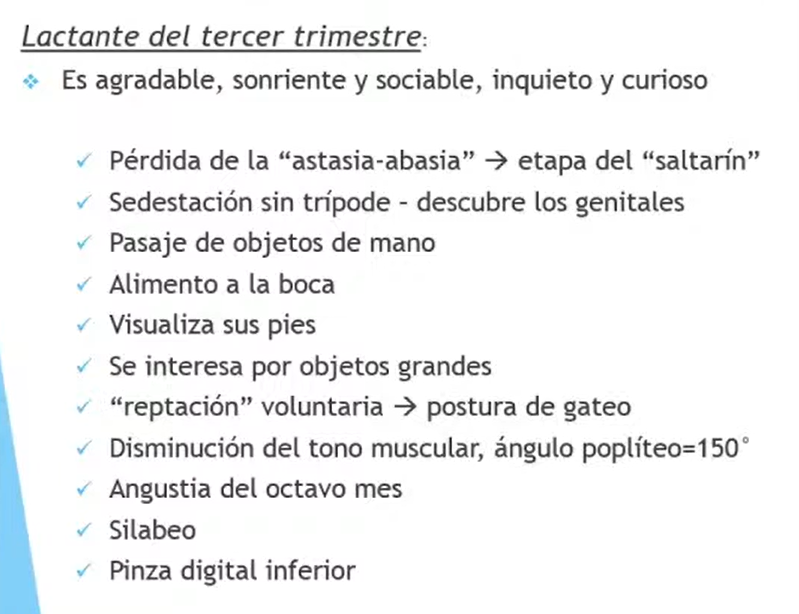 Lactante del tercer trimestre:
Es agradable, sonriente y sociable, inquieto y curioso
Pérdida de la “astasia-abasia” → etapa del “saltarín”
Sedestación sin trípode - descubre los genitales
Pasaje de objetos de mano
Alimento a la boca
Visualiza sus pies
Se interesa por objetos grandes
“reptación” voluntaria → postura de gateo
Disminución del tono muscular, ángulo poplíteo=150°
Angustia del octavo mes
Silabeo
Pinza digital inferior